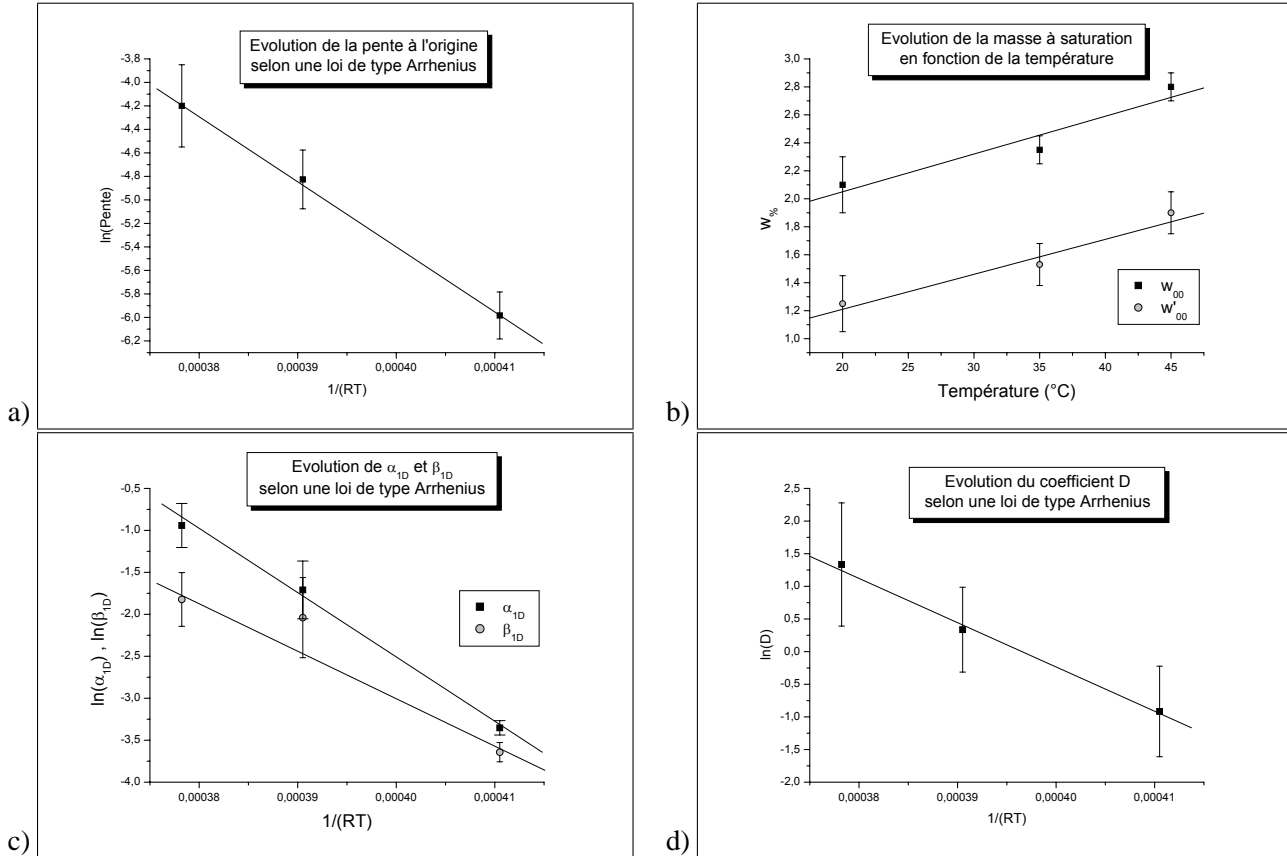 Evolution de la pente à l'origine
selon une loi de type Arrhenius
-3,8
-4,0
-4,2
-4,4
-4,6
-4,8
-5,0
-5,2
-5,4
-5,6
-5,8
-6,0
-6,2
ln(Pente)
0,00038 0,00039 0,00040 0,00041
1/(RT)
a)
Evolution de la masse à saturation
en fonction de la température
3,0
2,8
2,6
2,4
2,2
2,0
1,8
1,6
1,4
1,2
1,0
w%
w00
w'00
20 25 30 35 40 45
Température (°C)
b)
Evolution de α1D et β1D
selon une loi de type Arrhenius
-0,5
-1,0
-1,5
-2,0
-2,5
-3,0
-3,5
-4,0
ln(α1D) , ln(β1D)
α1D
β1D
0,00038 0,00039 0,00040 0,00041
1/(RT)
c)
Evolution du coefficient D
selon une loi de type Arrhenius
2,5
2,0
1,5
1,0
0,5
0,0
-0,5
-1,0
-1,5
-2,0
ln(D)
0,00038 0,00039 0,00040 0,00041
1/(RT)
d)